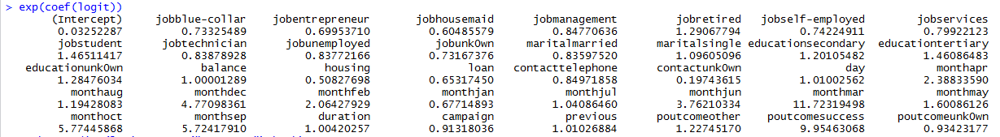 > exp(coef(logit))
(Intercept) jobblue-collar jobentrepreneur jobhousemaid jobmanagement jobretired jobself-employed jobservices
0.03252287 0.73325489 0.69953710 0.60485579 0.84770636 1.29067794 0.74224911 0.79922123
jobstudent jobtechnician jobunemployed jobunkOwn maritalmarried maritalsingle educationsecondary educationtertiary
1.46511417 0.83878928 0.83772166 0.73167376 0.83597520 1.09605096 1.20105482 1.46086483
educationunkOwn balance housing loan contacttelephone contactunkOwn day monthapr
1.28476034 1.00001289 0.50827698 0.65317450 0.84971858 0.19743615 1.01002562 2.38833590
monthaug monthdec monthfeb monthjan monthjul monthjun monthmar monthmay
1.19428083 4.77098361 2.06427929 0.67714893 1.04086460 3.76210334 11.72319498 1.60086126
monthoct monthsep duration campaign previous poutcomeother poutcomesuccess poutcomeunkOwn
5.77445868 5.72417910 1.00420257 0.91318036 1.01026884 1.22745170 9.95463068 0.93423177